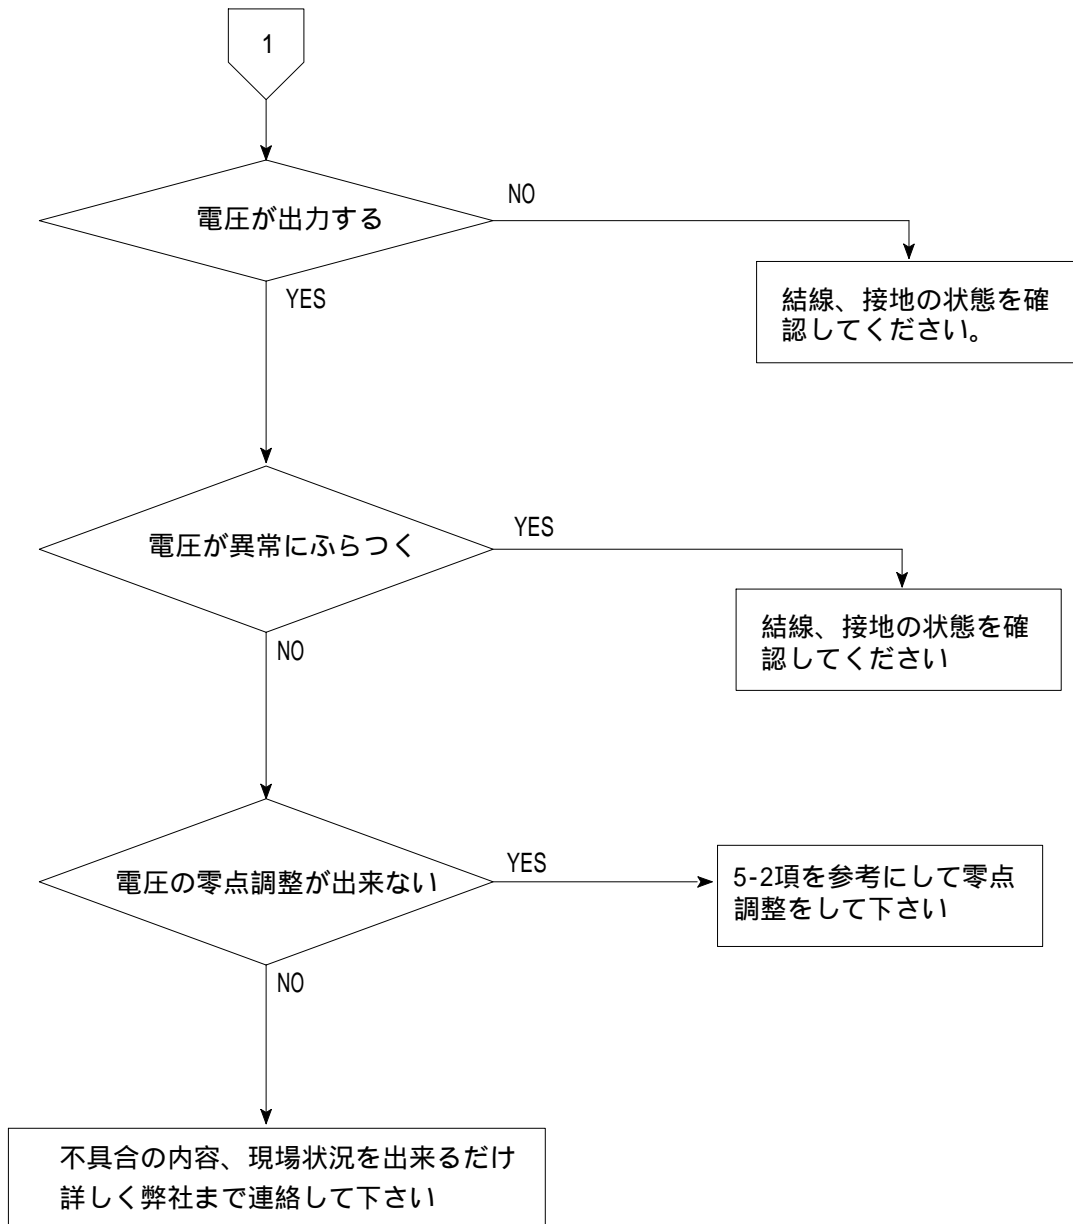 1
電圧が出力する
NO
YES
結線、接地の状態を確
認してください。
電圧が異常にふらつく
YES
NO
結線、接地の状態を確
認してください
電圧の零点調整が出来ない
YES
NO
5-2項を参考にして零点
調整をして下さい
不具合の内容、現場状況を出来るだけ
詳しく弊社まで連絡して下さい